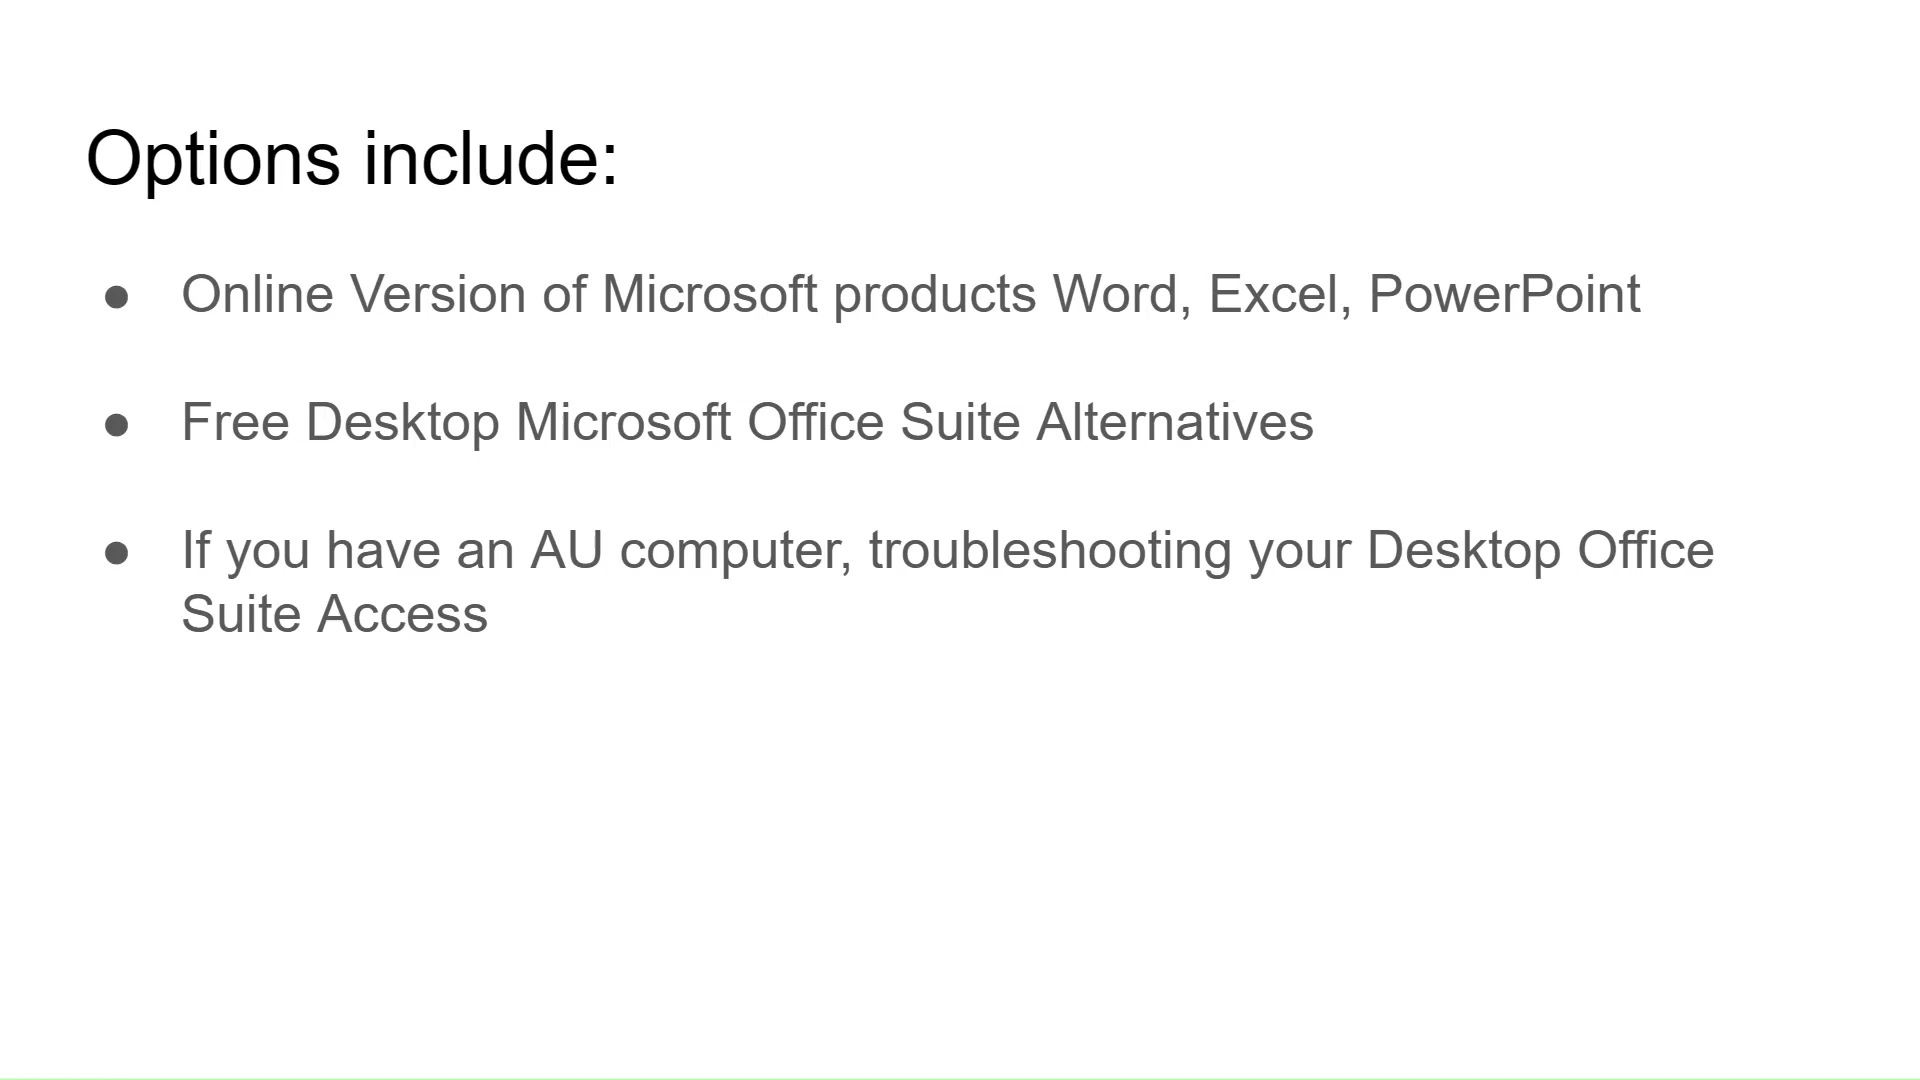 Options include:
● Online Version of Microsoft products Word, Excel, PowerPoint
● Free Desktop Microsoft Office Suite Alternatives
● If you have an AU computer, troubleshooting your Desktop Office
Suite Access